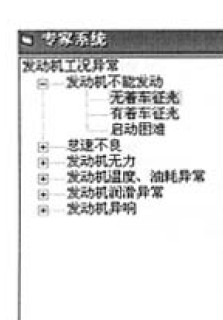 专家系统
发动机工况异常
发动机不能发动
无着车征兆
有着车征兆
启动困难
怠速不良
发动机无力
发动机温度、油耗异常
发动机润滑异常
发动机异响